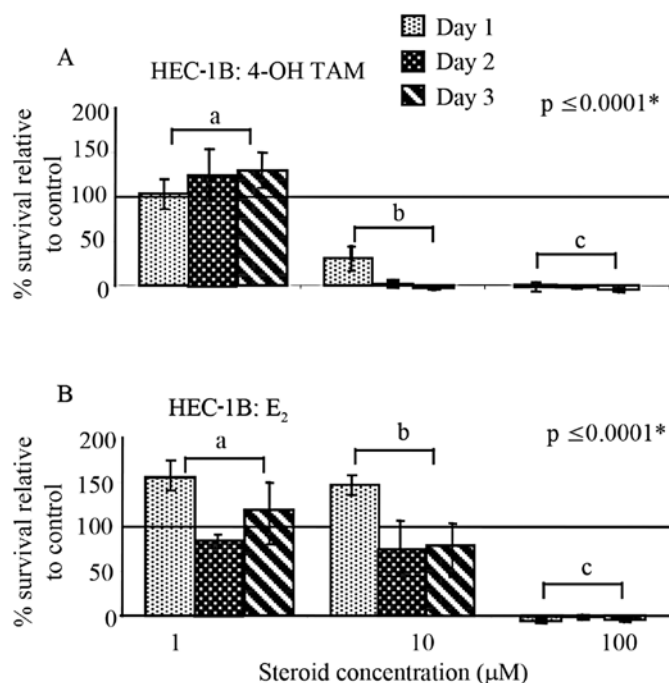 Day 1
Day 2
Day 3
A
HEC-1B: 4-OH TAM
p ≤0.0001*
% survival relative
to control
200
150
100
50
0
a
b
c
B
HEC-1B: E₂
p ≤0.0001*
% survival relative
to control
200
150
100
50
0
a
b
c
1 10 100
Steroid concentration (μM)